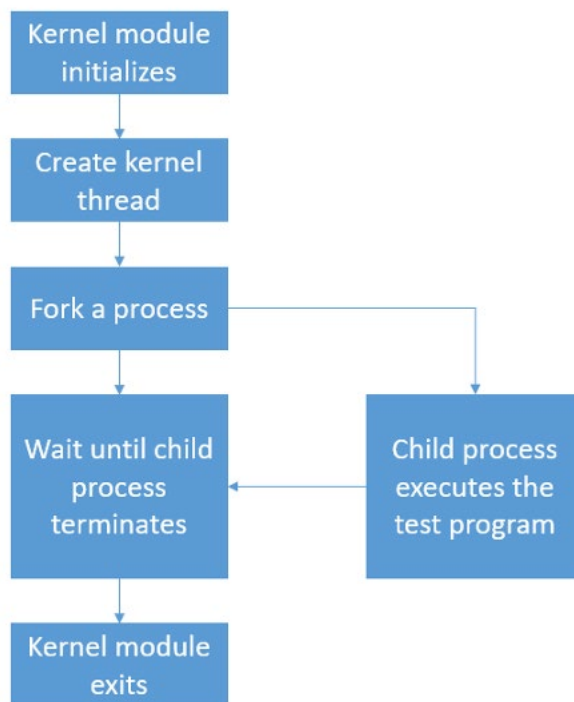 Kernel module
initializes
Create kernel
thread
Fork a process
Wait until child
process
terminates
Child process
executes the
test program
Kernel module
exits